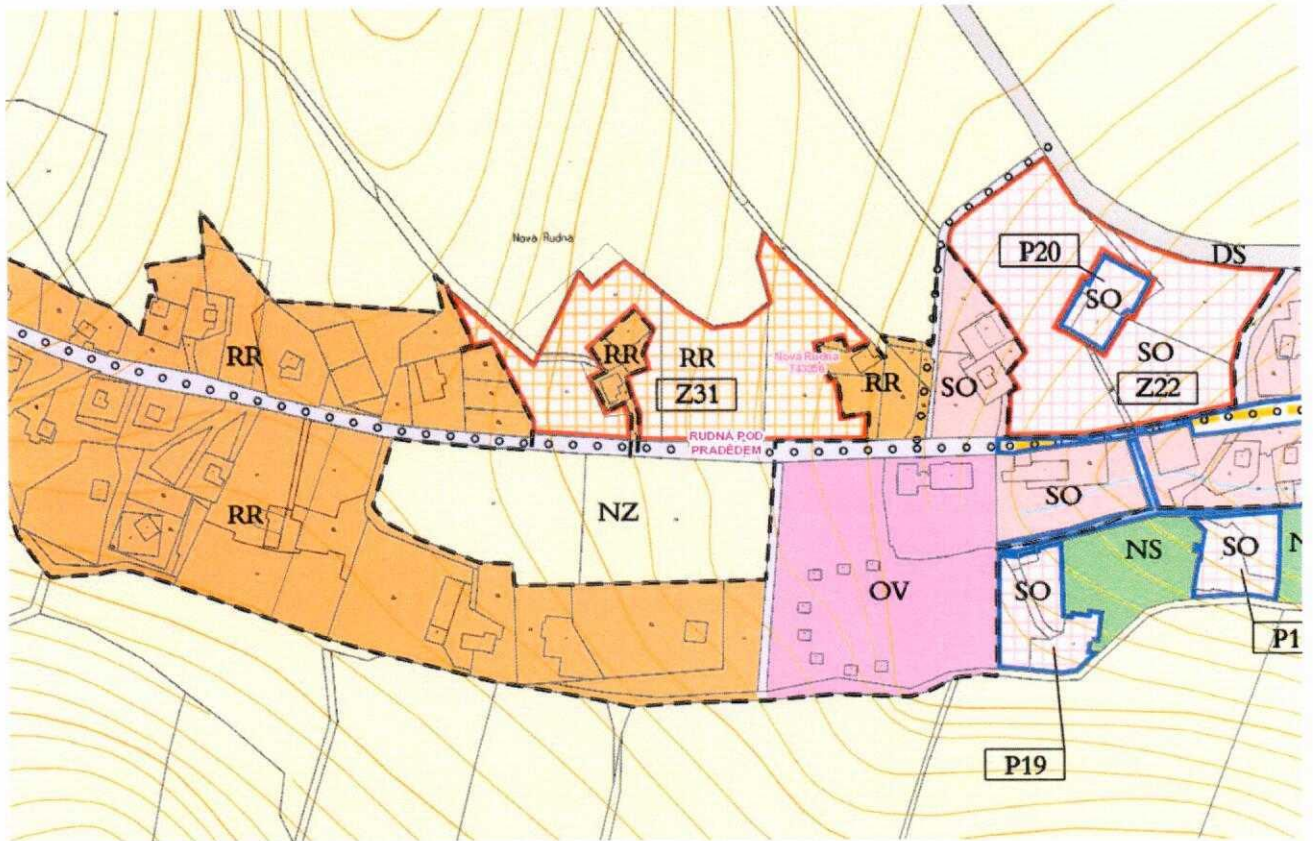 Nová Rudná
P20
DS
SO
RR
RR
RR
Nová Rudná
743356
RR
SO
SO
Z31
Z22
RUDNÁ POD
PRADĚDEM
RR
NZ
SO
NS
SO
N
OV
SO
P1
P19